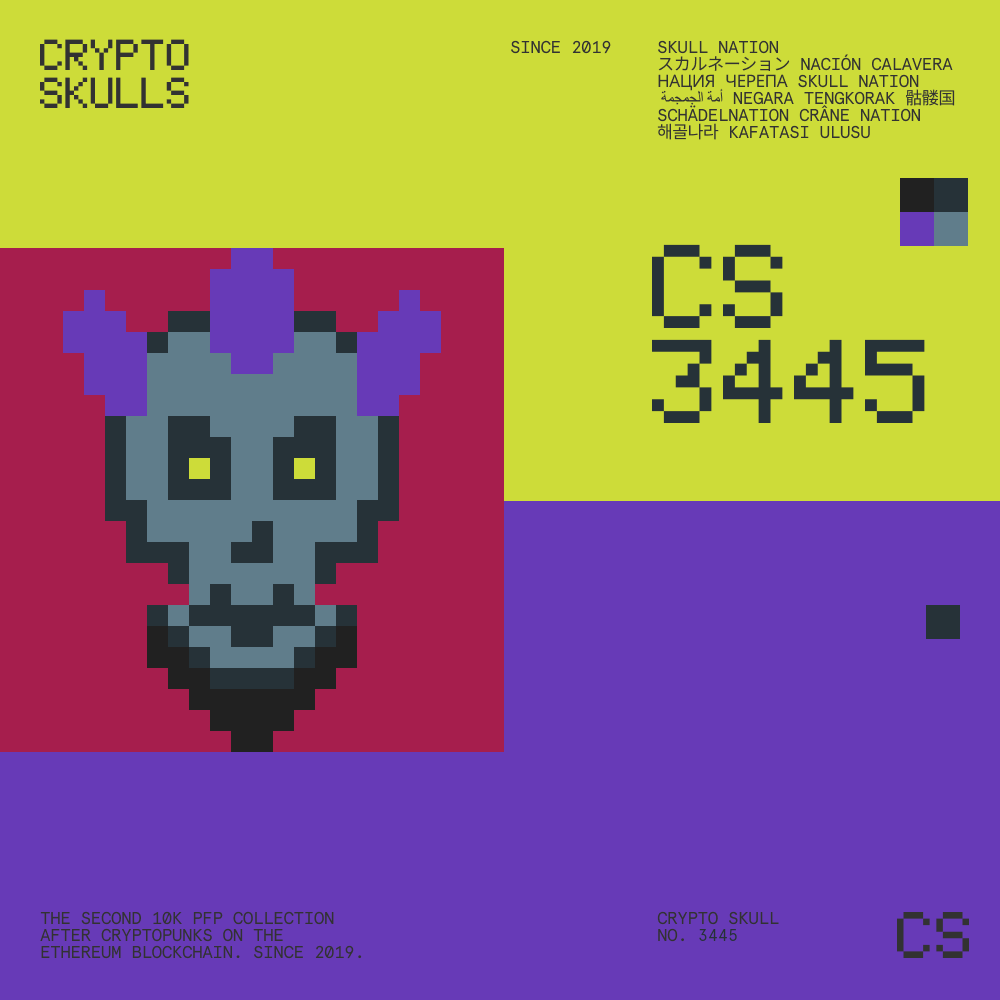 CRYPTO
SKULLS
SINCE 2019
SKULL NATION
スカルネーション NACIÓN CALAVERA
НАЦИЯ ЧЕРЕПА SKULL NATION
أمة الجمجمة NEGARA TENGKORAK 骷髅国
SCHÄDELNATION CRÂNE NATION
해골나라 KAFATASI ULUSU
CS
3445
THE SECOND 10K PFP COLLECTION
AFTER CRYPTOPUNKS ON THE
ETHEREUM BLOCKCHAIN. SINCE 2019.
CRYPTO SKULL
NO. 3445
CS